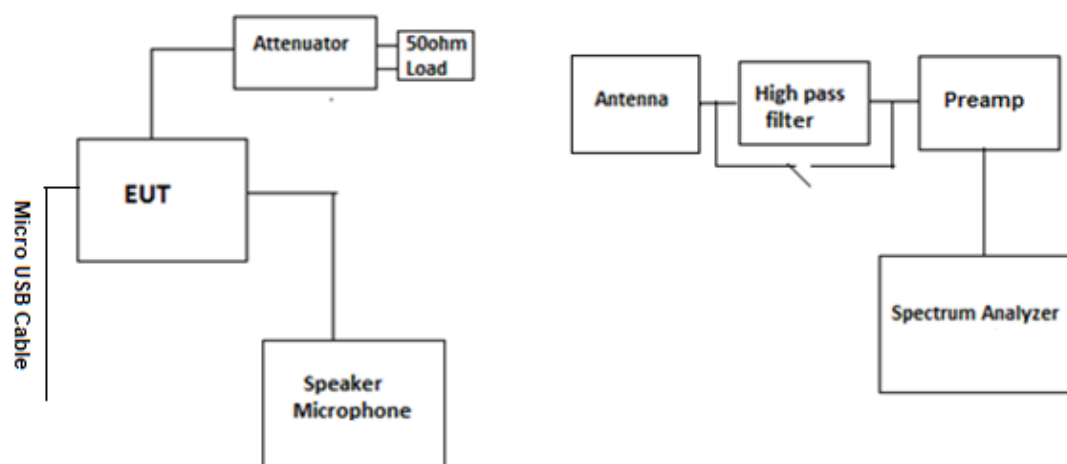 Attenuator
50ohm
Load
EUT
Micro USB Cable
Speaker
Microphone
Antenna
High pass
filter
Preamp
Spectrum Analyzer